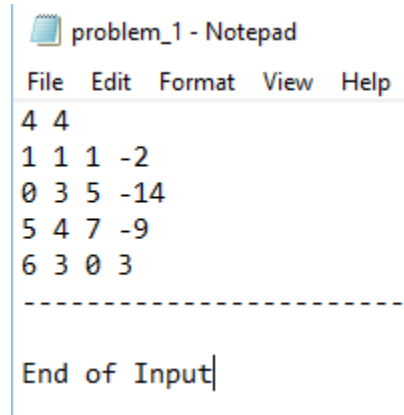 problem_1 - Notepad
File Edit Format View Help
4 4
1 1 1 -2
0 3 5 -14
5 4 7 -9
6 3 0 3
-------------------------
End of Input